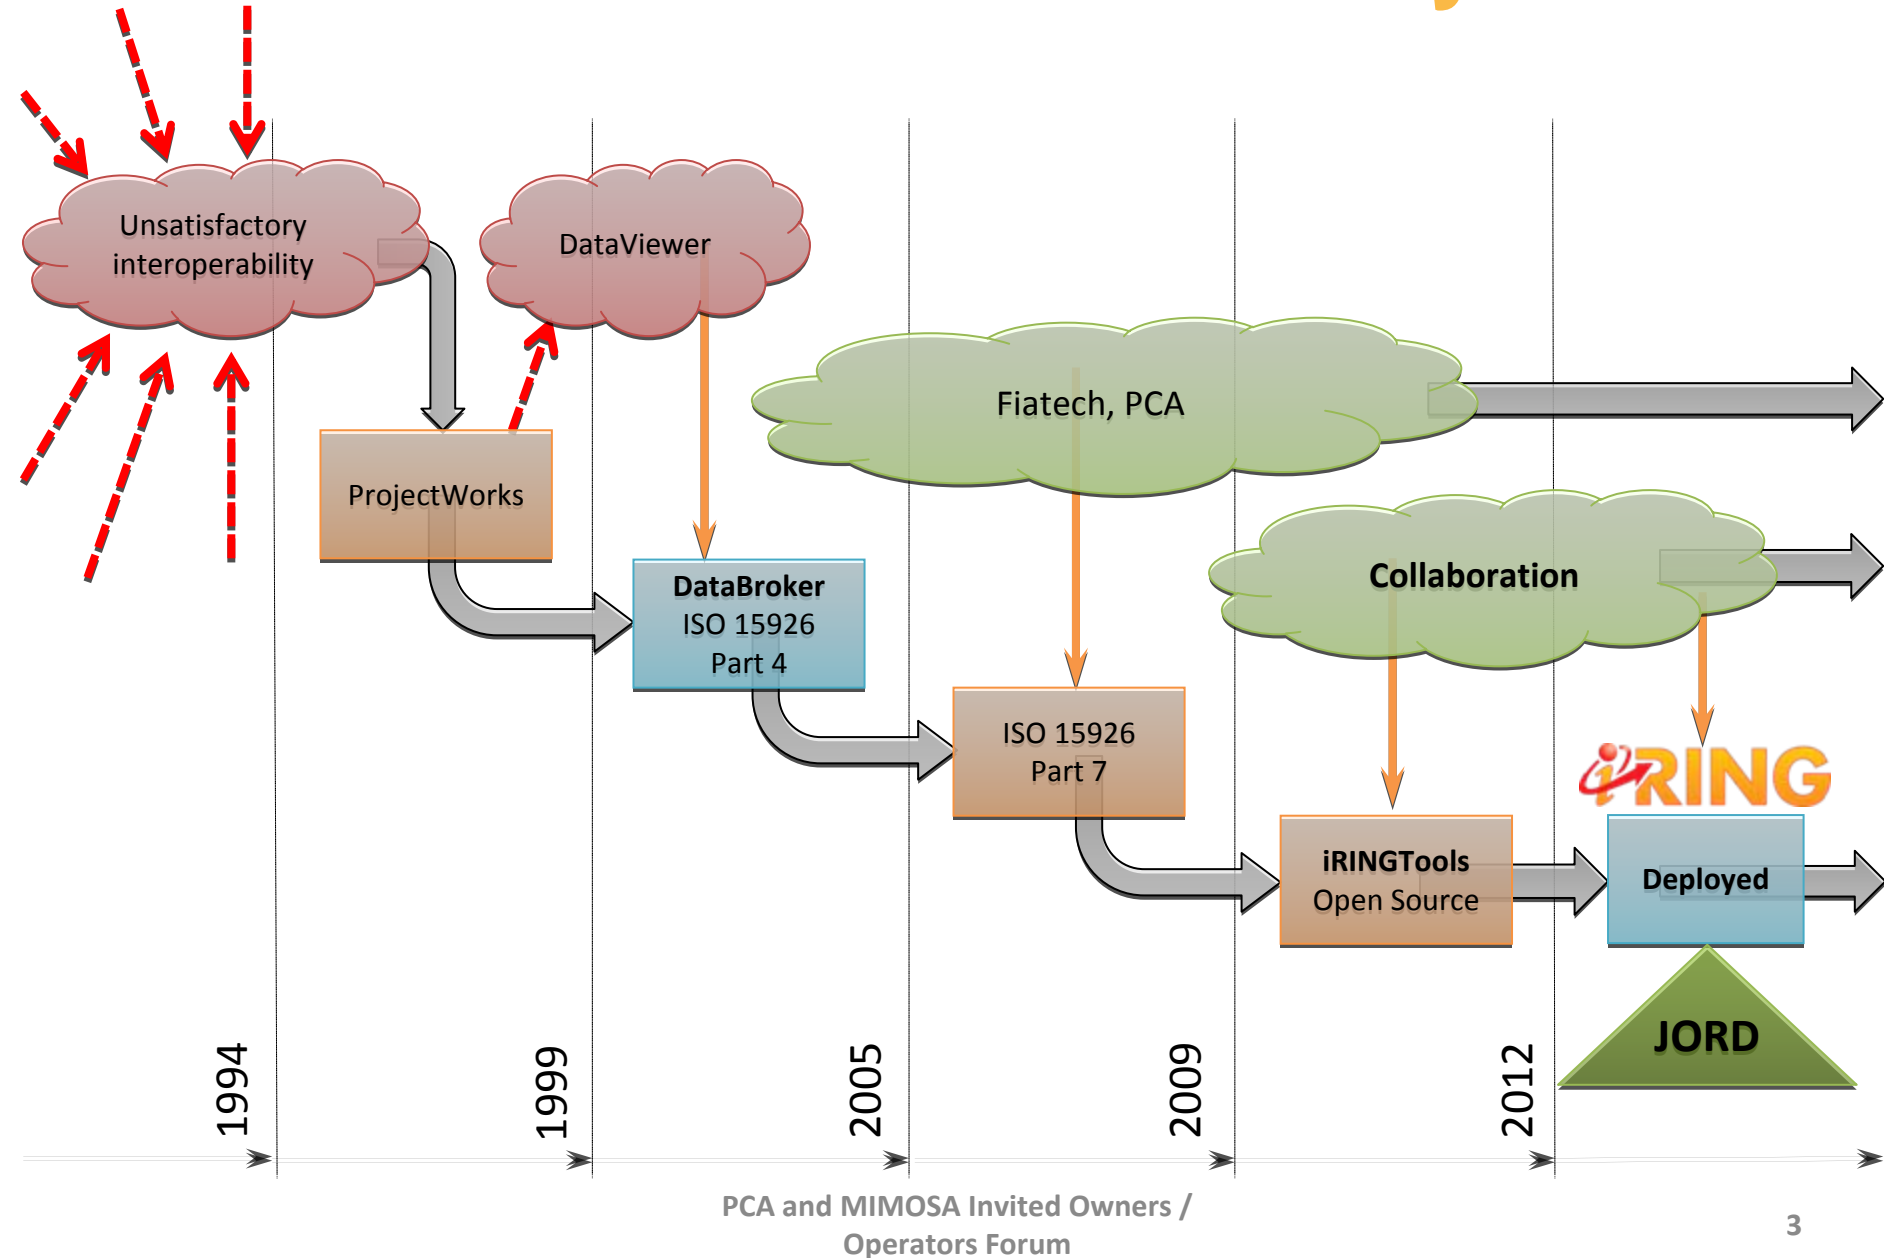 Unsatisfactory
interoperability
DataViewer
Fiatech, PCA
ProjectWorks
Collaboration
DataBroker
ISO 15926
Part 4
ISO 15926
Part 7
iRING
iRINGTools
Open Source
Deployed
JORD
1994
1999
2005
2009
2012
PCA and MIMOSA Invited Owners /
Operators Forum
3